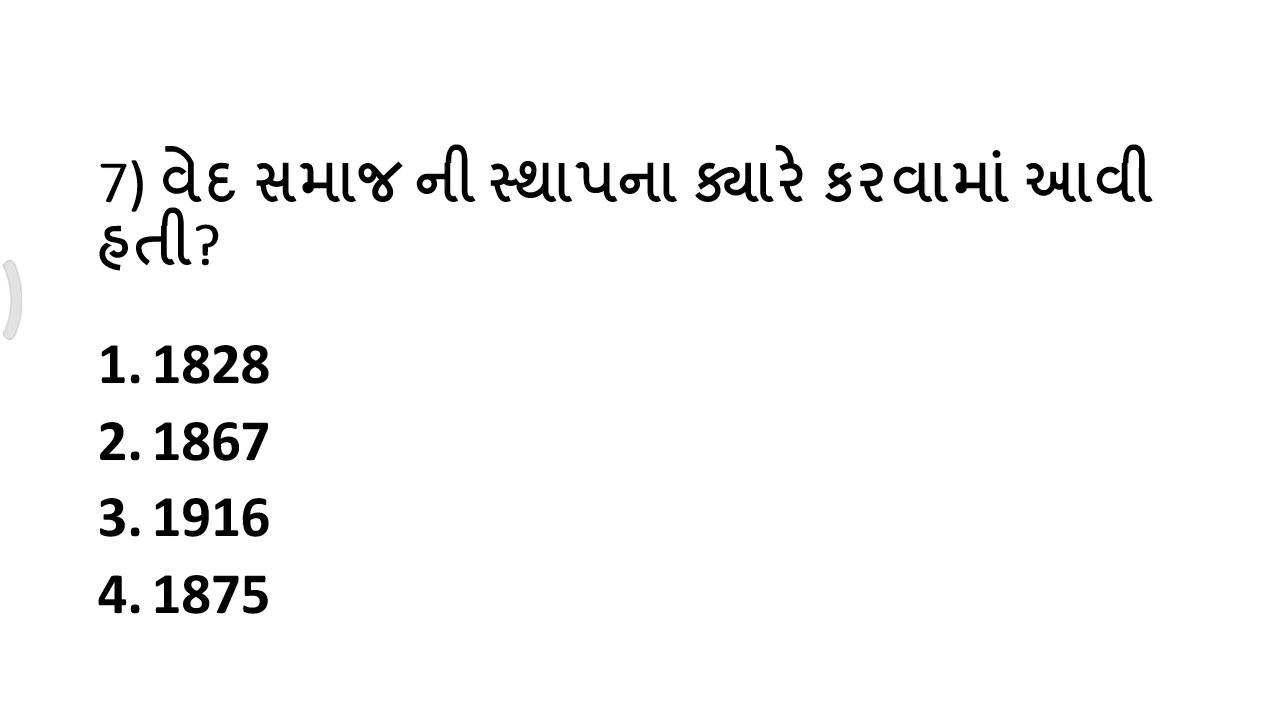 7) વેદ સમાજ ની સ્થાપના ક્યારે કરવામાં આવી
હતી?
1. 1828
2. 1867
3. 1916
4. 1875